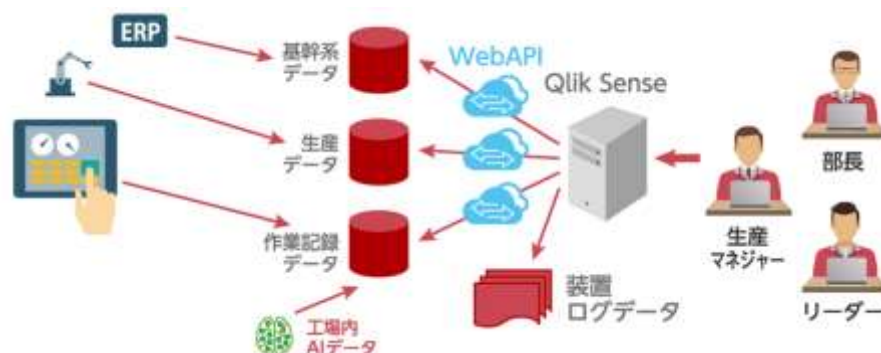 ERP
基幹系
データ
WebAPI
Qlik Sense
生産
データ
作業記録
データ
工場内
AIデータ
装置
ログデータ
部長
生産
マネジャー
リーダー